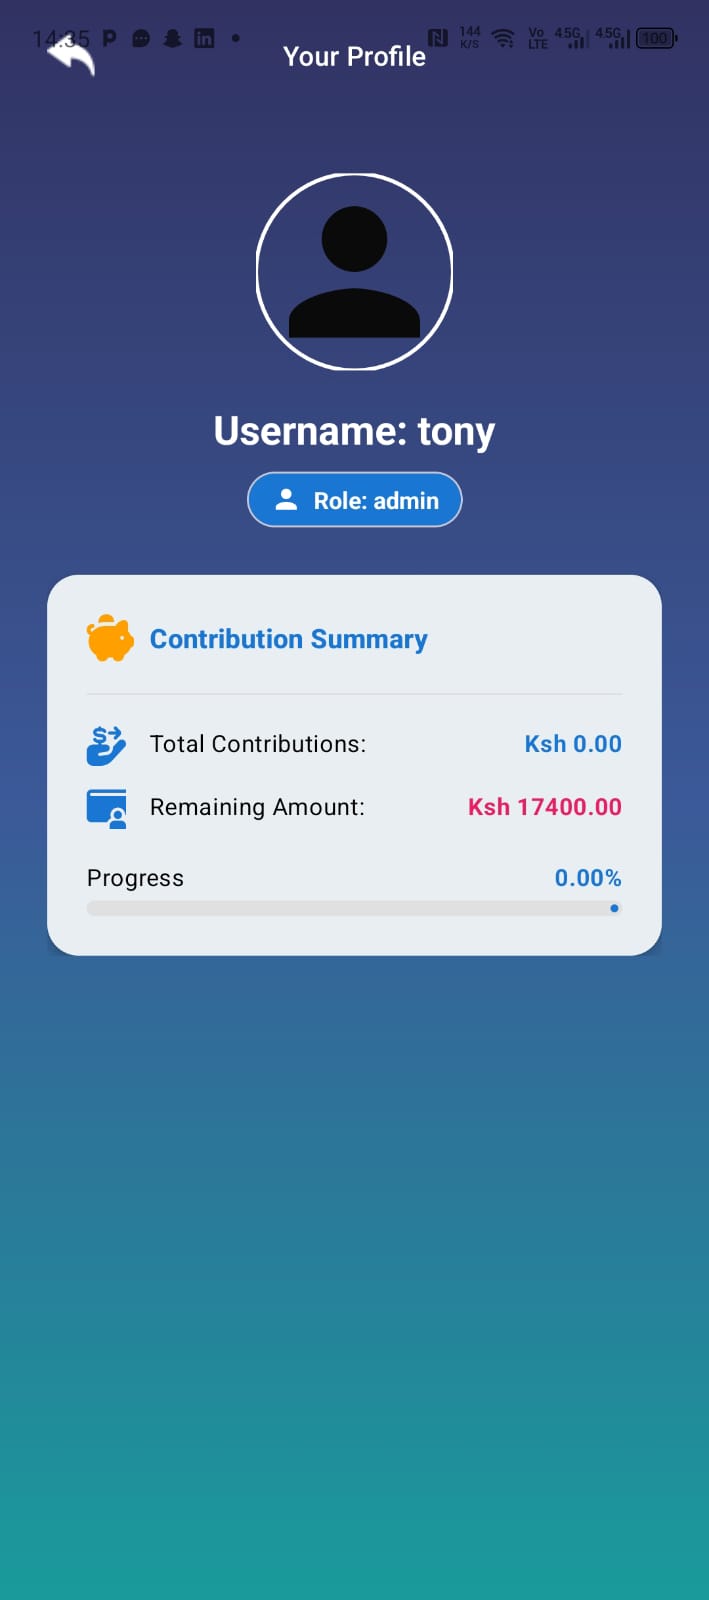 14:35 144 K/S Vo LTE 4.5G 4.5G 100
Your Profile
Username: tony
Role: admin
Contribution Summary
Total Contributions: Ksh 0.00
Remaining Amount: Ksh 17400.00
Progress 0.00%